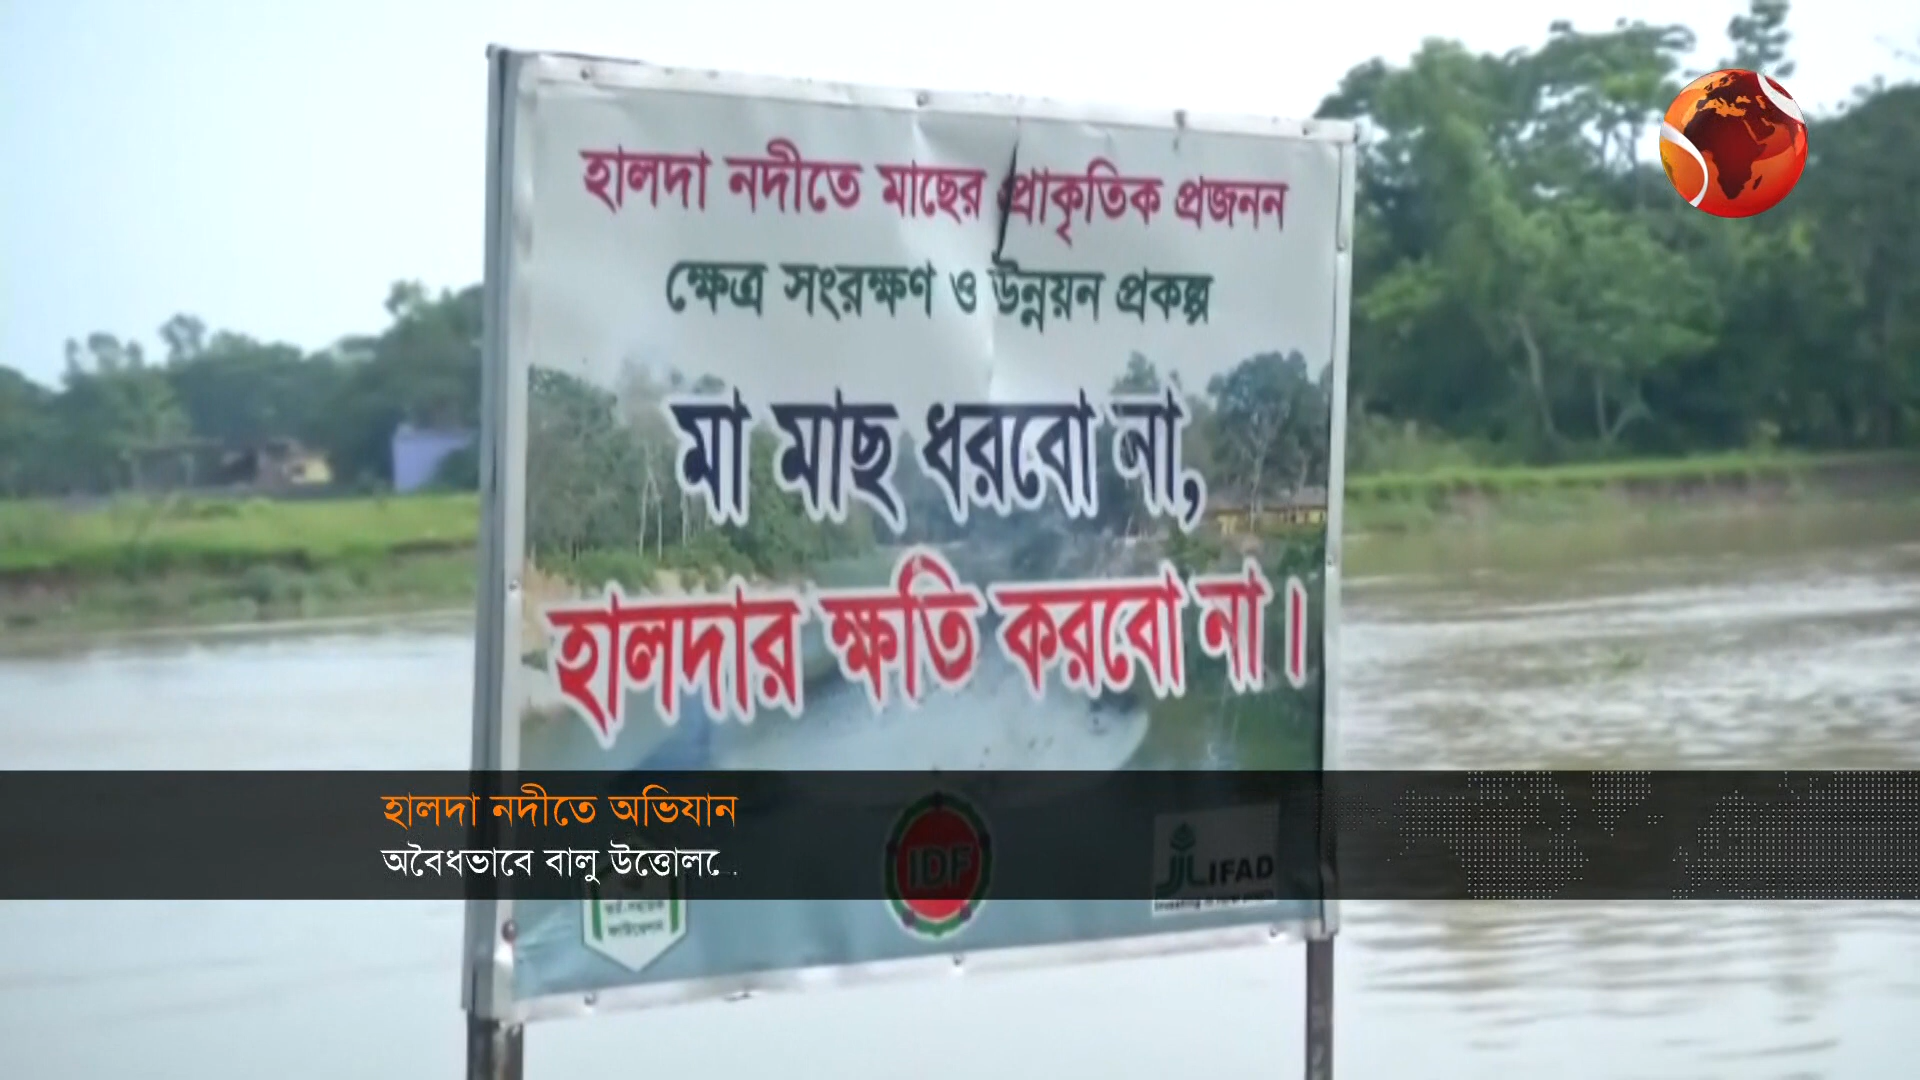 হালদা নদীতে মাছের প্রাকৃতিক প্রজনন
ক্ষেত্র সংরক্ষণ ও উন্নয়ন প্রকল্প
মা মাছ ধরবো না,
হালদার ক্ষতি করবো না।
হালদা নদীতে অভিযান
অবৈধভাবে বালু উত্তোল
IDF
IFAD